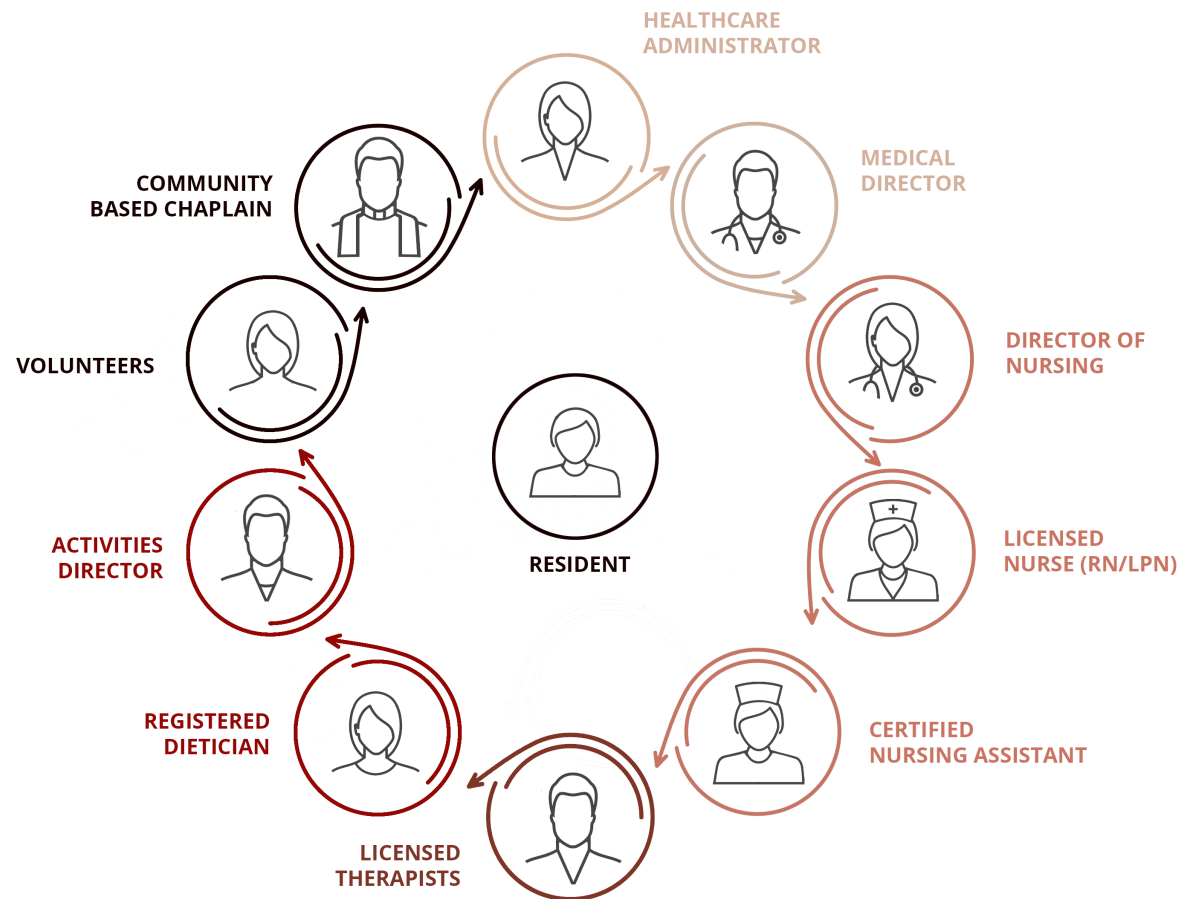 HEALTHCARE
ADMINISTRATOR
MEDICAL
DIRECTOR
COMMUNITY
BASED CHAPLAIN
DIRECTOR OF
NURSING
VOLUNTEERS
RESIDENT
LICENSED
NURSE (RN/LPN)
ACTIVITIES
DIRECTOR
REGISTERED
DIETICIAN
CERTIFIED
NURSING ASSISTANT
LICENSED
THERAPISTS